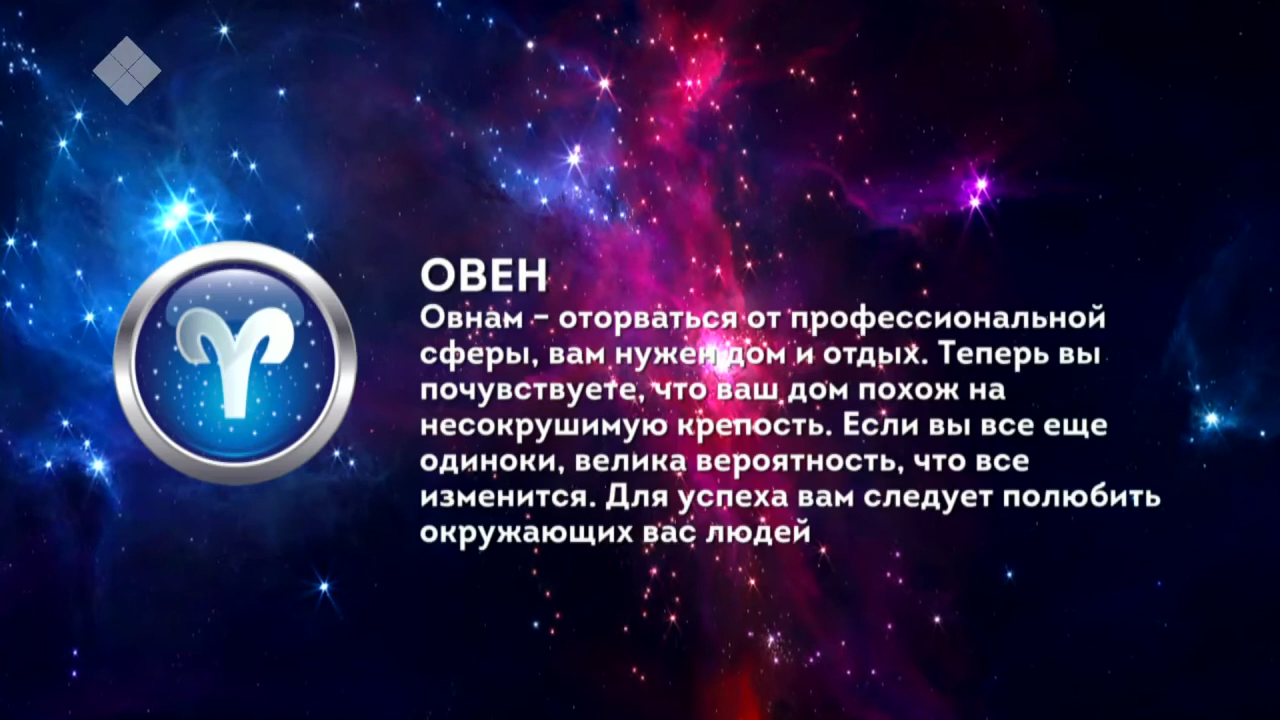 ОВЕН
Овнам – оторваться от профессиональной
сферы, вам нужен дом и отдых. Теперь вы
почувствуете, что ваш дом похож на
несокрушимую крепость. Если вы все еще
одиноки, велика вероятность, что все
изменится. Для успеха вам следует полюбить
окружающих вас людей